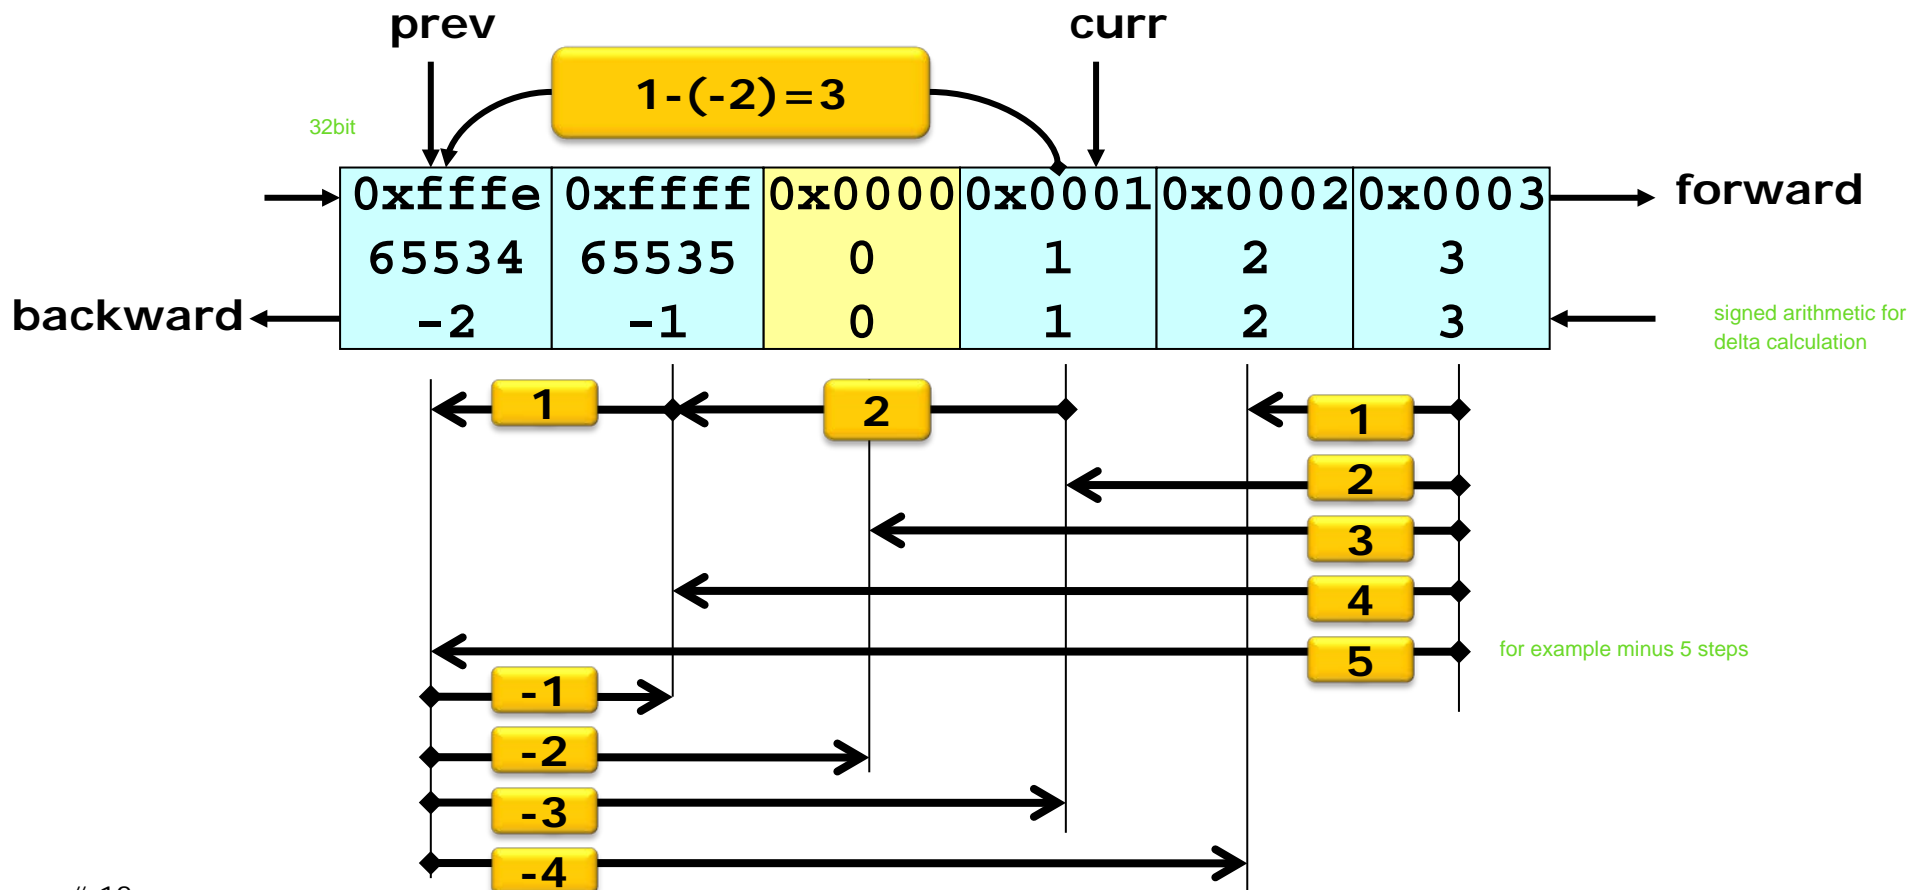 prev
curr
1-(-2)=3
32bit
0xfffe 0xffff 0x0000 0x0001 0x0002 0x0003
forward
65534 65535 0 1 2 3
backward
-2 -1 0 1 2 3
signed arithmetic for
delta calculation
1 2 1
2
3
4
for example minus 5 steps
5
-1
-2
-3
-4